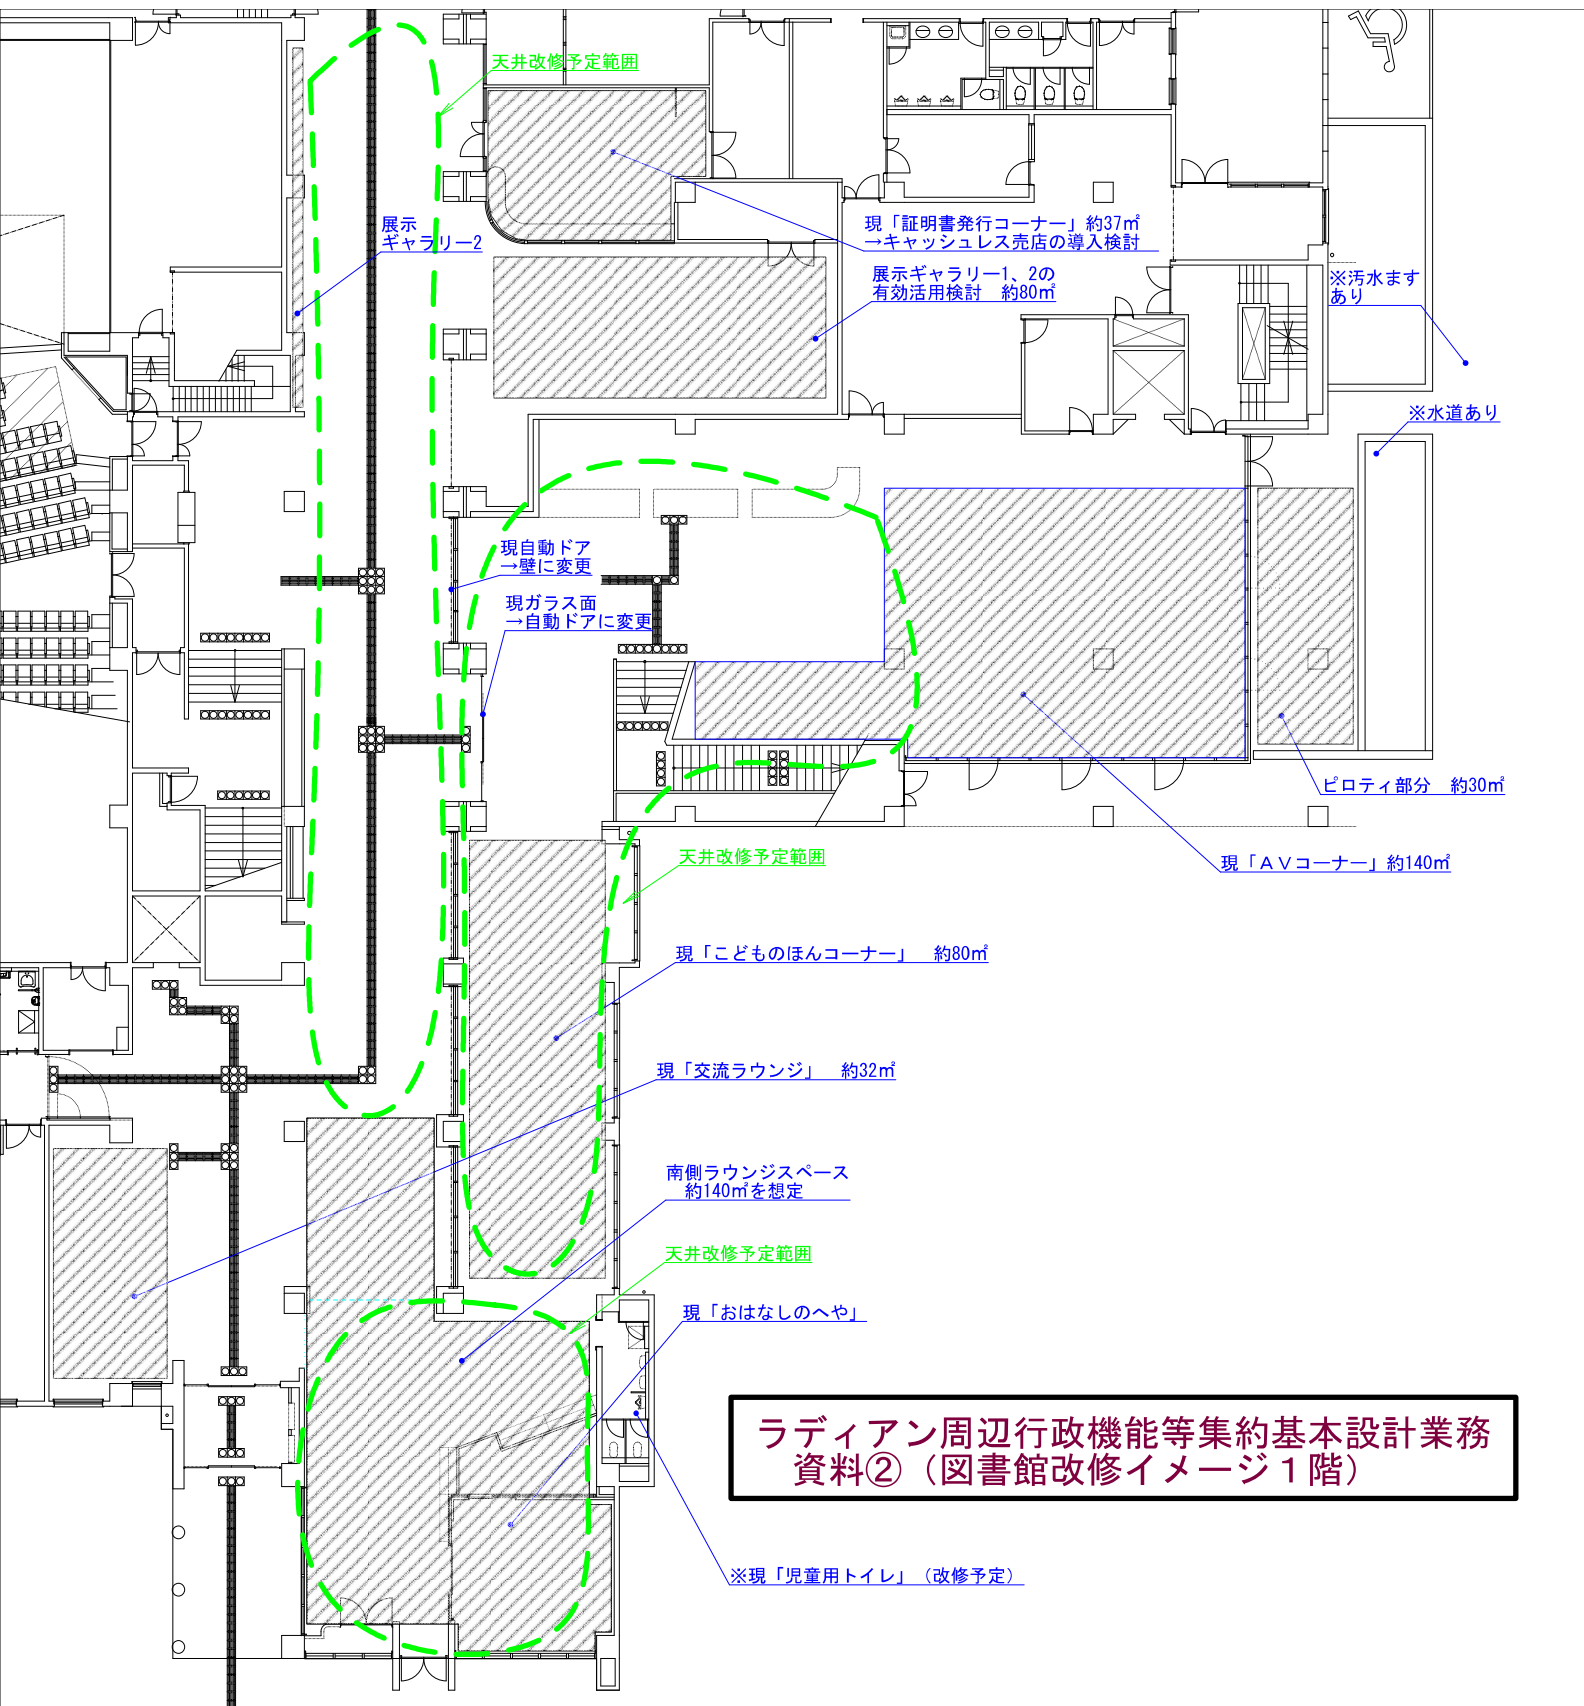 天井改修予定範囲
展示
ギャラリー2
現「証明書発行コーナー」約37㎡
→キャッシュレス売店の導入検討
展示ギャラリー1、2の
有効活用検討　約80㎡
※汚水ます
あり
※水道あり
現自動ドア
→壁に変更
現ガラス面
→自動ドアに変更
ピロティ部分　約30㎡
天井改修予定範囲
現「ＡＶコーナー」約140㎡
現「こどものほんコーナー」　約80㎡
現「交流ラウンジ」　約32㎡
南側ラウンジスペース
約140㎡を想定
天井改修予定範囲
現「おはなしのへや」
ラディアン周辺行政機能等集約基本設計業務
資料②（図書館改修イメージ１階）
※現「児童用トイレ」（改修予定）